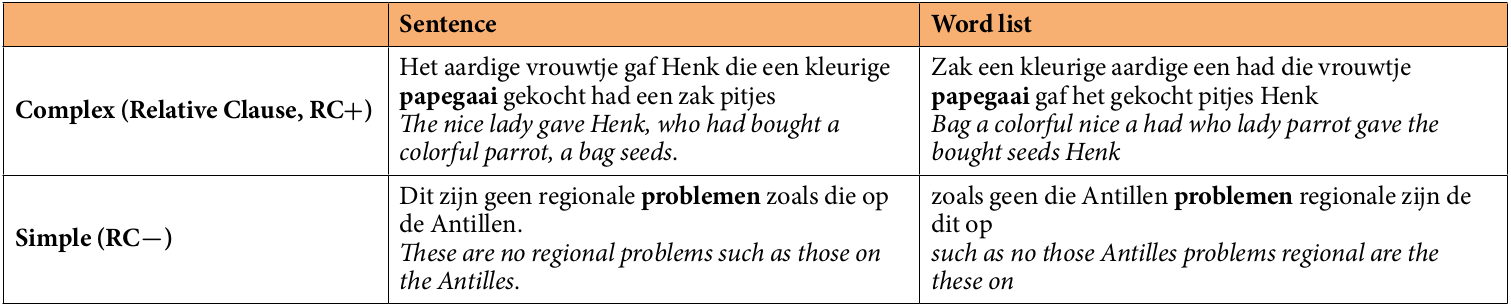 Sentence
Word list
Complex (Relative Clause, RC+)
Het aardige vrouwtje gaf Henk die een kleurige
papegaai gekocht had een zak pitjes
The nice lady gave Henk, who had bought a
colorful parrot, a bag seeds.
Zak een kleurige aardige een had die vrouwtje
papegaai gaf het gekocht pitjes Henk
Bag a colorful nice a had who lady parrot gave the
bought seeds Henk
Simple (RC−)
Dit zijn geen regionale problemen zoals die op
de Antillen.
These are no regional problems such as those on
the Antilles.
zoals geen die Antillen problemen regionale zijn de
dit op
such as no those Antilles problems regional are the
these on